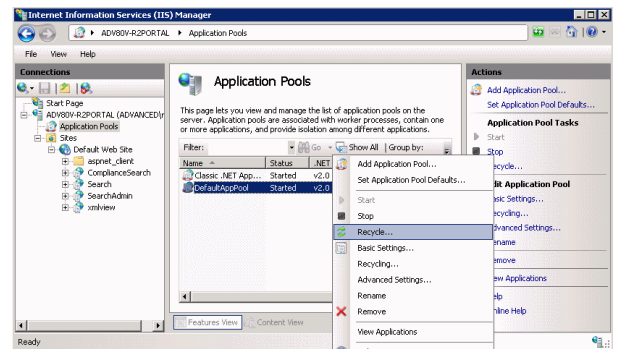 Internet Information Services (IIS) Manager
ADV80V-R2PORTAL
Application Pools
File View Help
Connections
Start Page
ADV80V-R2PORTAL (ADVANCED\r
Application Pools
Sites
Default Web Site
aspnet_client
ComplianceSearch
Search
SearchAdmin
xmlview
Application Pools
This page lets you view and manage the list of application pools on the
server. Application pools are associated with worker processes, contain one
or more applications, and provide isolation among different applications.
Filter: Go Show All Group by:
Name Status .NET
Classic .NET App... Started v2.0
DefaultAppPool Started v2.0
Add Application Pool...
Set Application Pool Defaults...
Start
Stop
Recycle...
Basic Settings...
Recycling...
Advanced Settings...
Rename
Remove
View Applications
Features View Content View
Actions
Add Application Pool...
Set Application Pool Defaults...
Application Pool Tasks
Start
Stop
ecycle...
dit Application Pool
asic Settings...
ecycling...
dvanced Settings...
ename
emove
ew Applications
elp
nline Help
Ready